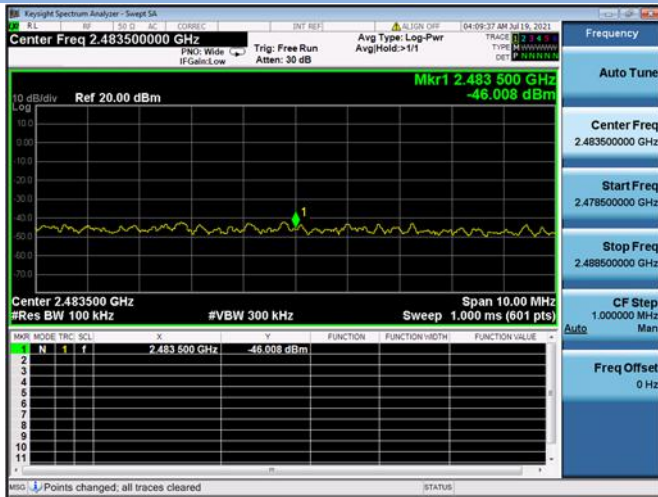 Keysight Spectrum Analyzer - Swept SA
RL RF 50 Ω AC CORREC INT REF ALIGN OFF 04:09:37 AM Jul 19, 2021
Center Freq 2.483500000 GHz
PNO: Wide
IFGain:Low
Trig: Free Run
Atten: 30 dB
Avg Type: Log-Pwr
Avg|Hold:>1/1
TRACE 1 2 3 4 5 6
TYPE M WWWWW
DET P NNNNN
Mkr1 2.483 500 GHz
-46.008 dBm
10 dB/div Ref 20.00 dBm
Log
10.0
0.00
-10.0
-20.0
-30.0
-40.0
-50.0
-60.0
-70.0
1
Center 2.483500 GHz Span 10.00 MHz
#Res BW 100 kHz #VBW 300 kHz Sweep 1.000 ms (601 pts)
MKR MODE TRC SCL X Y FUNCTION FUNCTION WIDTH FUNCTION VALUE
1 N 1 f 2.483 500 GHz -46.008 dBm
2
3
4
5
6
7
8
9
10
11
MSG Points changed; all traces cleared STATUS
Frequency
Auto Tune
Center Freq
2.483500000 GHz
Start Freq
2.478500000 GHz
Stop Freq
2.488500000 GHz
CF Step
1.000000 MHz
Auto Man
Freq Offset
0 Hz